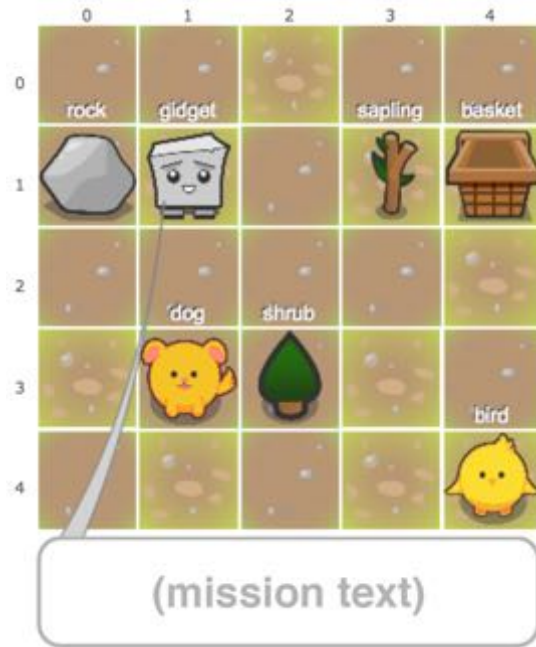 0 1 2 3 4
0
rock gidget sapling basket
1
2
dog shrub
3
bird
4
(mission text)